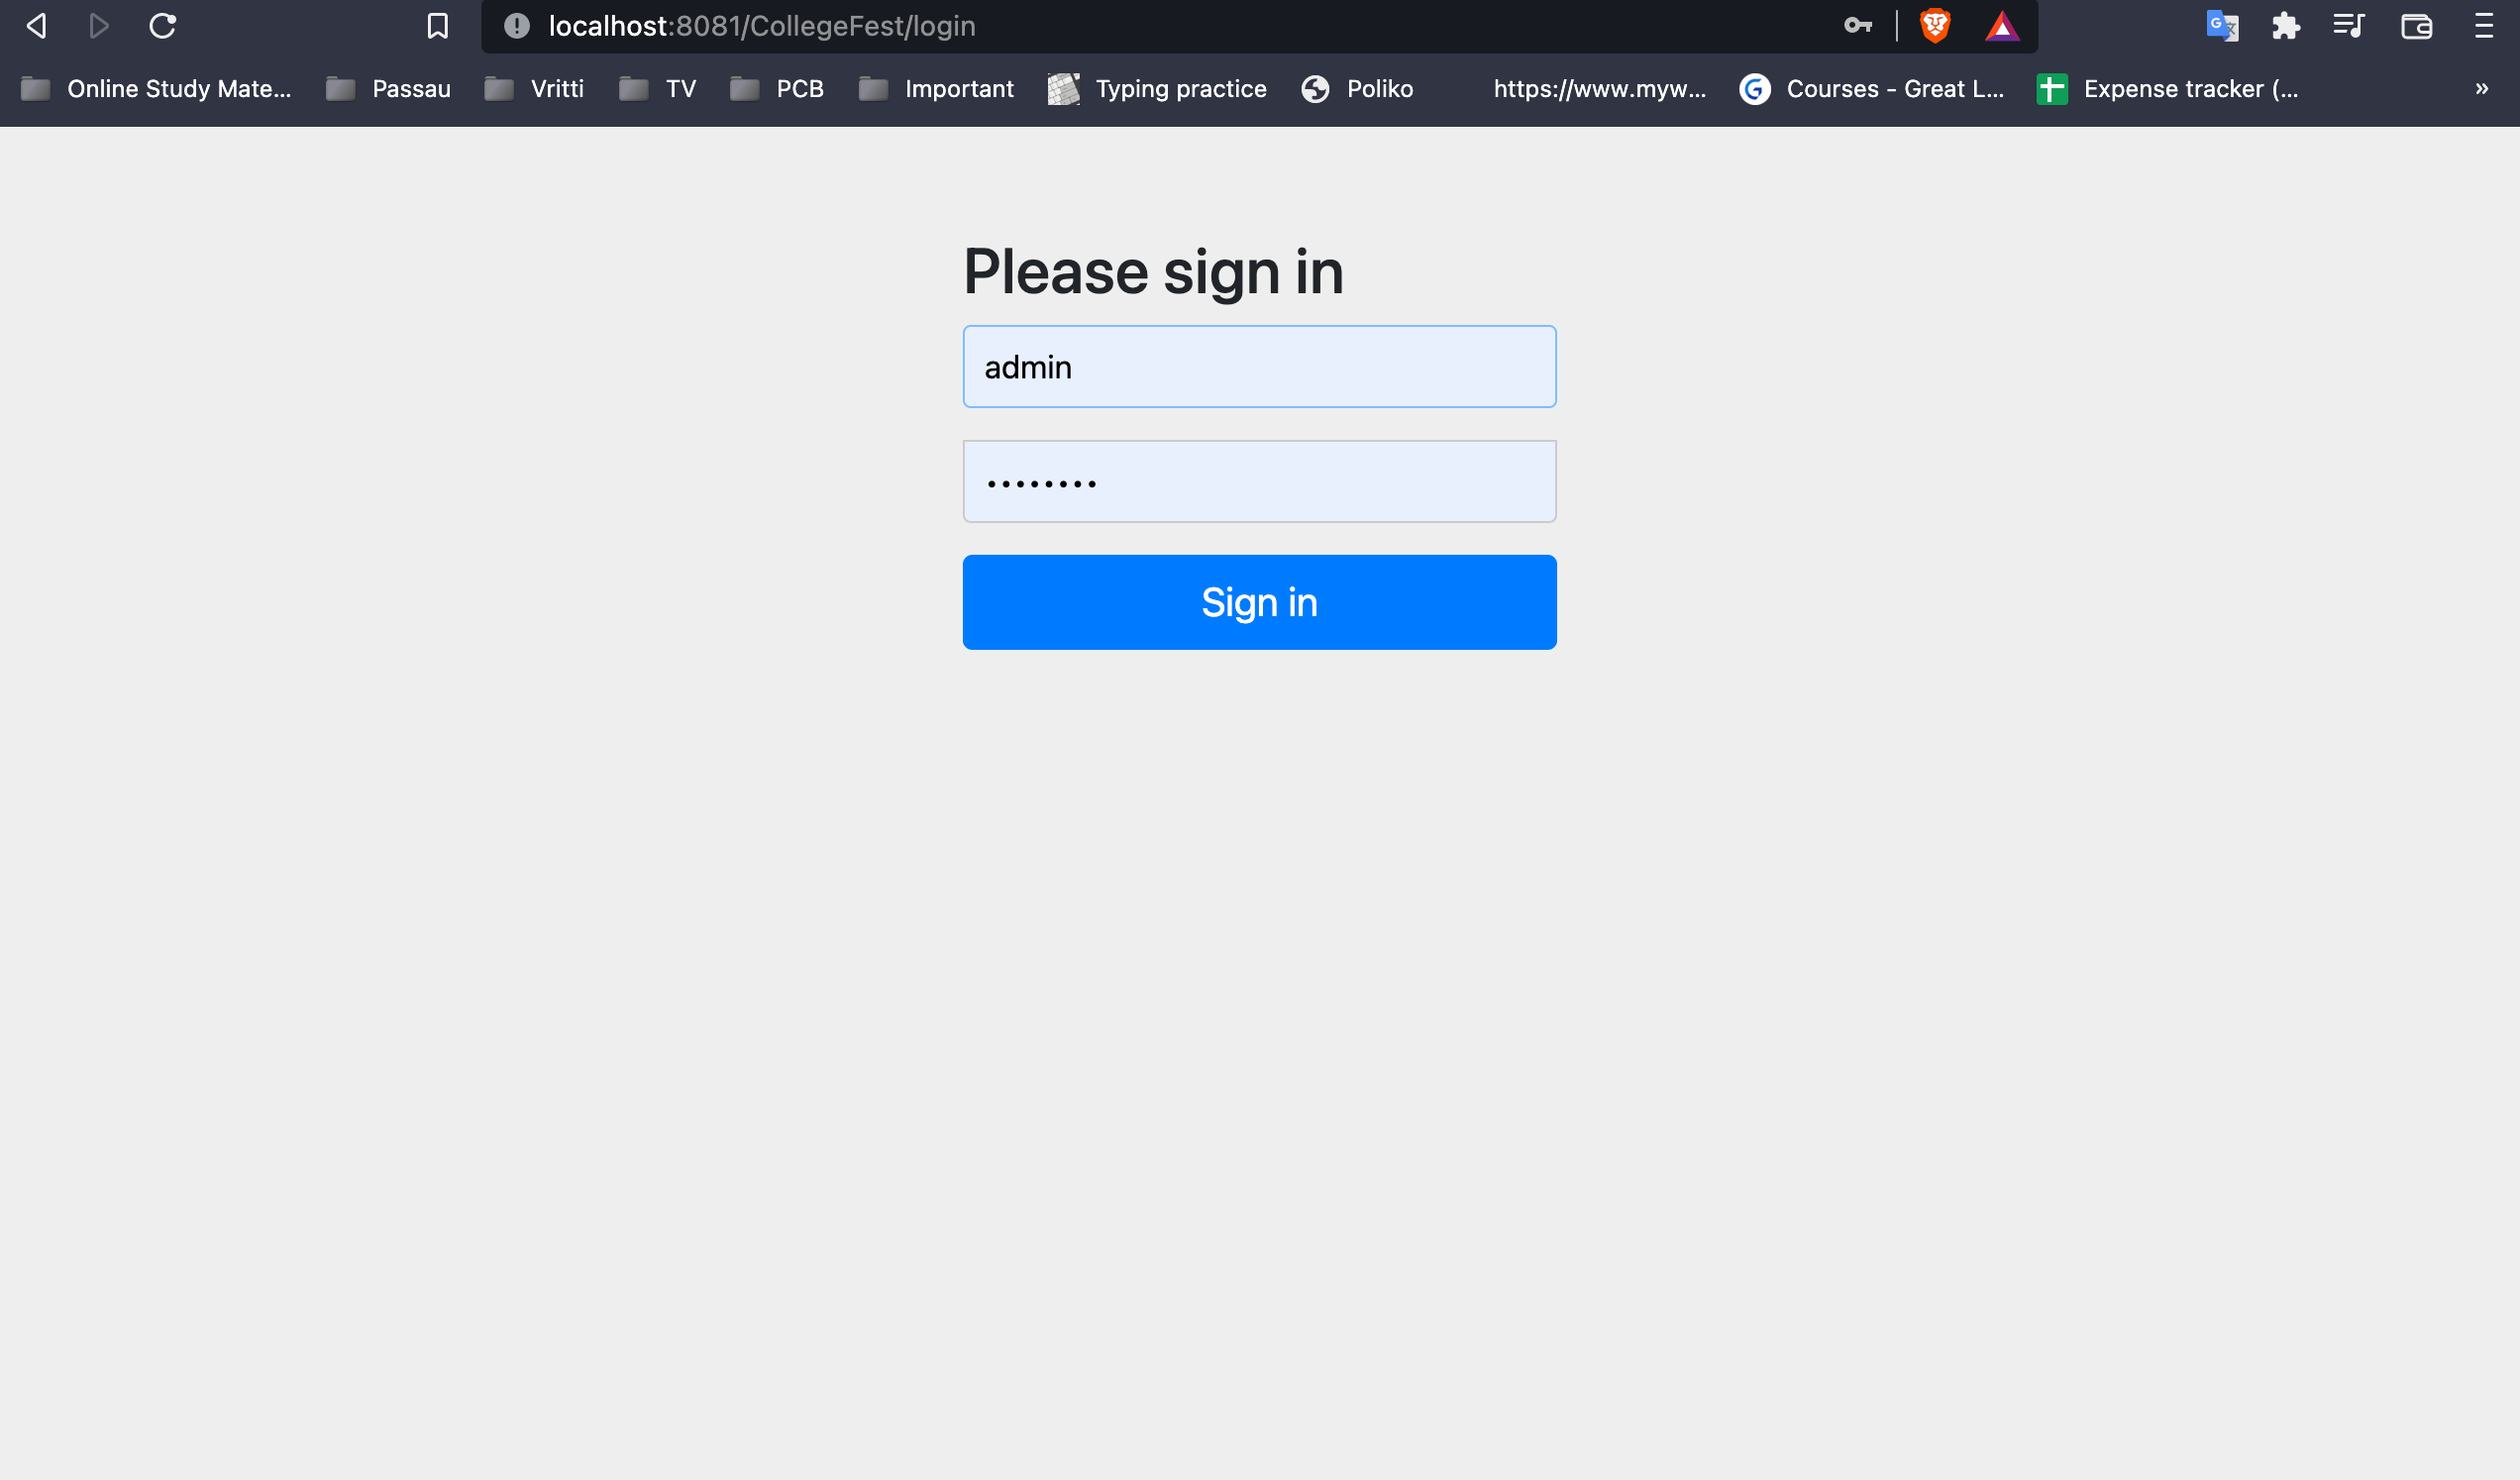 localhost:8081/CollegeFest/login
Online Study Mate... Passau Vritti TV PCB Important Typing practice Poliko https://www.myw... Courses - Great L... Expense tracker (... »
Please sign in
admin
••••••••
Sign in